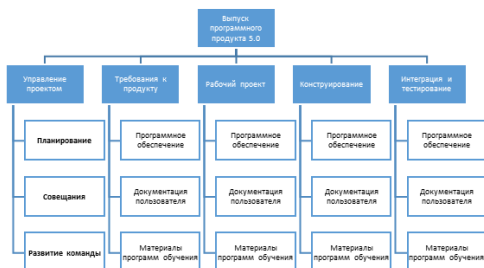 Выпуск
программного
продукта 5.0
Управление
проектом
Требования к
продукту
Рабочий проект
Конструирование
Интеграция и
тестирование
Планирование
Программное
обеспечение
Программное
обеспечение
Программное
обеспечение
Программное
обеспечение
Совещания
Документация
пользователя
Документация
пользователя
Документация
пользователя
Документация
пользователя
Развитие команды
Материалы
программ обучения
Материалы
программ обучения
Материалы
программ обучения
Материалы
программ обучения